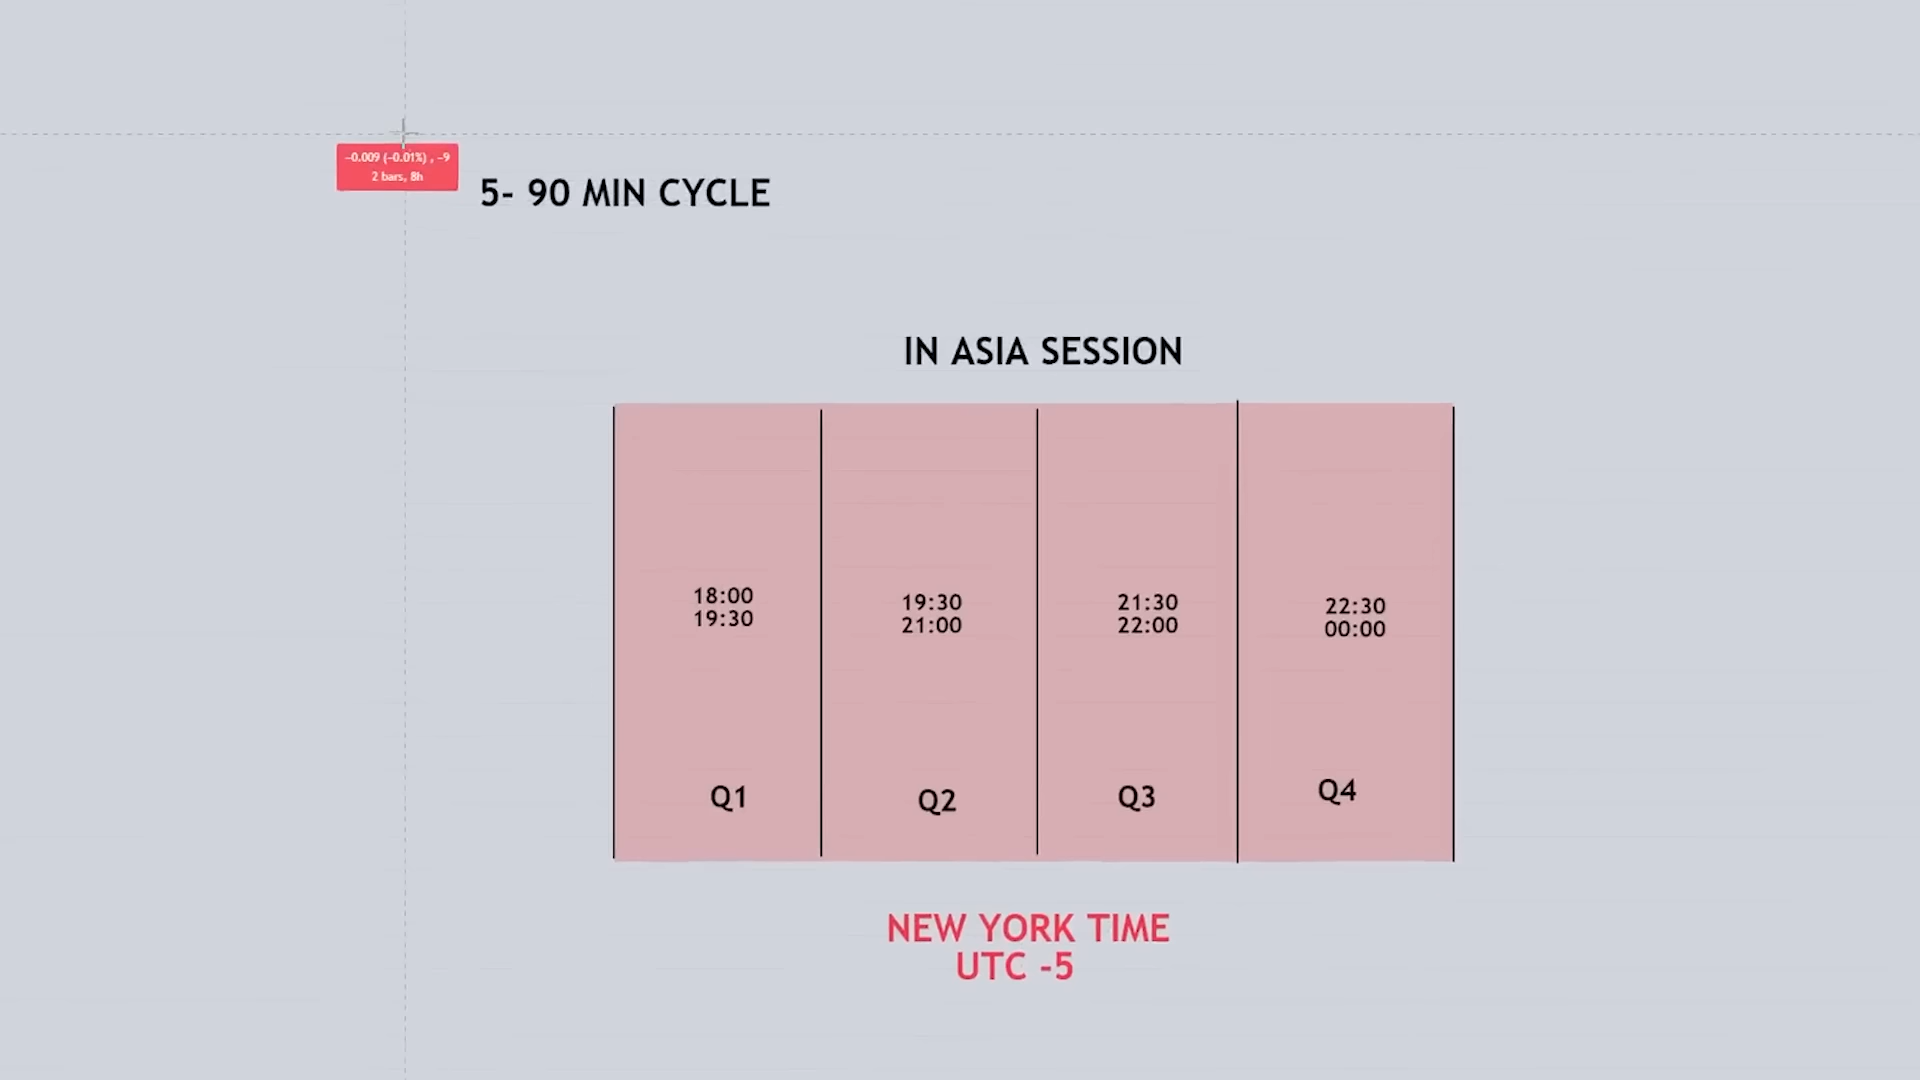 −0.009 (−0.01%) , −9
2 bars, 8h
5- 90 MIN CYCLE
IN ASIA SESSION
18:00
19:30
19:30
21:00
21:30
22:00
22:30
00:00
Q1
Q2
Q3
Q4
NEW YORK TIME
UTC -5